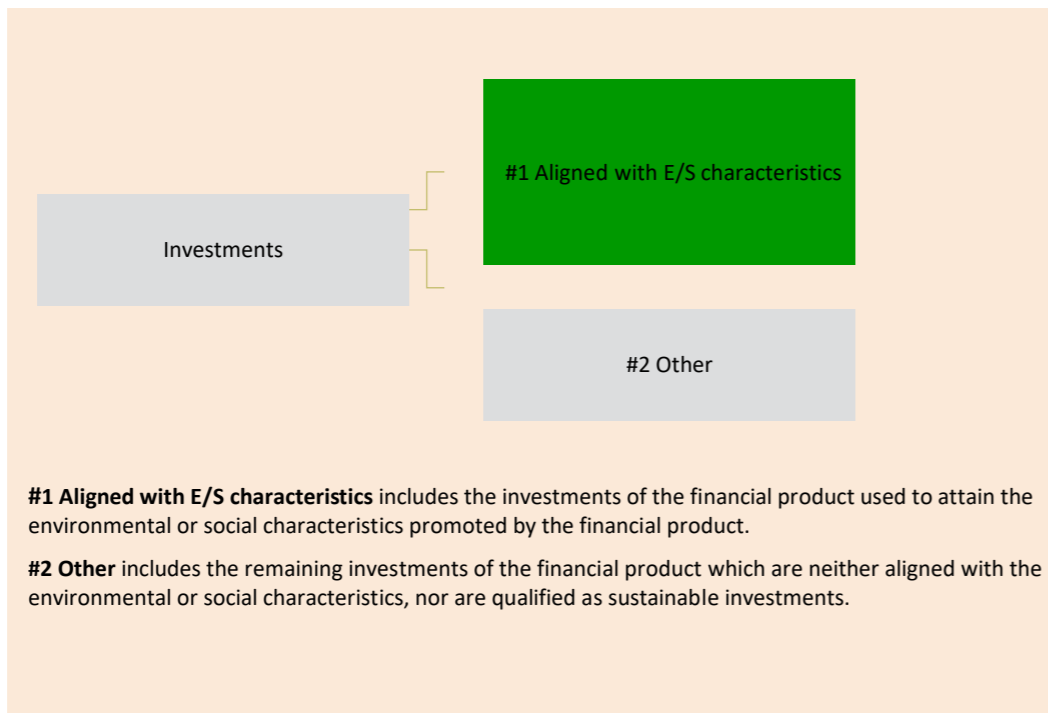 #1 Aligned with E/S characteristics
Investments
#2 Other
#1 Aligned with E/S characteristics includes the investments of the financial product used to attain the
environmental or social characteristics promoted by the financial product.
#2 Other includes the remaining investments of the financial product which are neither aligned with the
environmental or social characteristics, nor are qualified as sustainable investments.